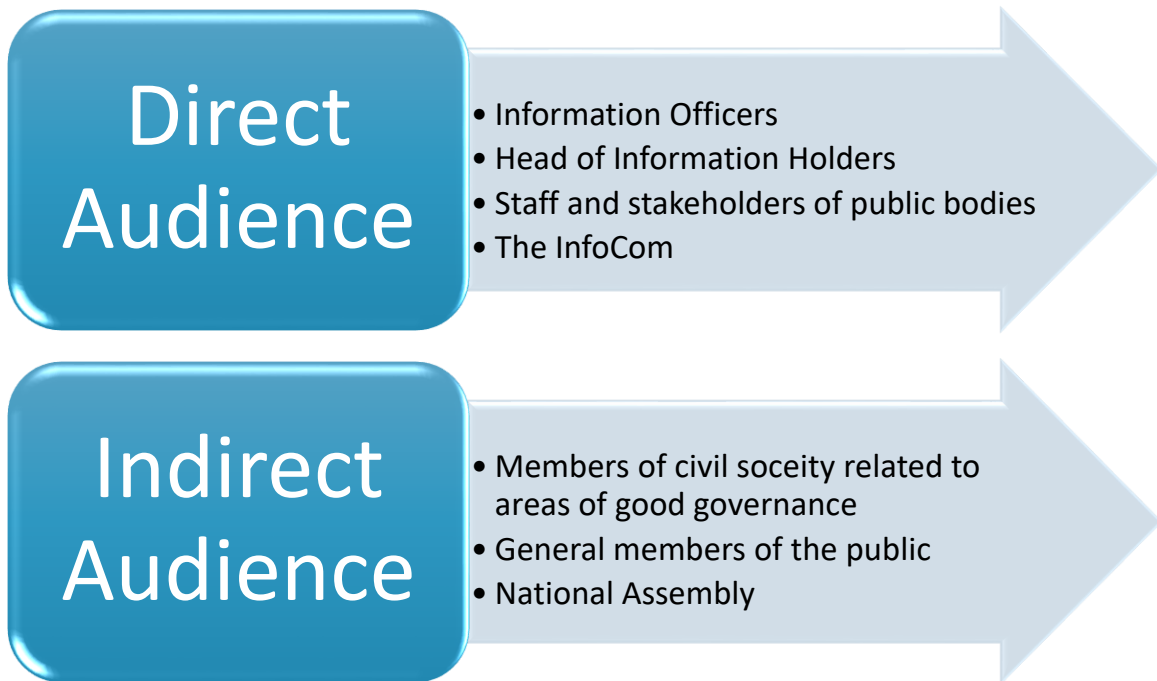 Direct
Audience
• Information Officers
• Head of Information Holders
• Staff and stakeholders of public bodies
• The InfoCom
Indirect
Audience
• Members of civil soceity related to
areas of good governance
• General members of the public
• National Assembly